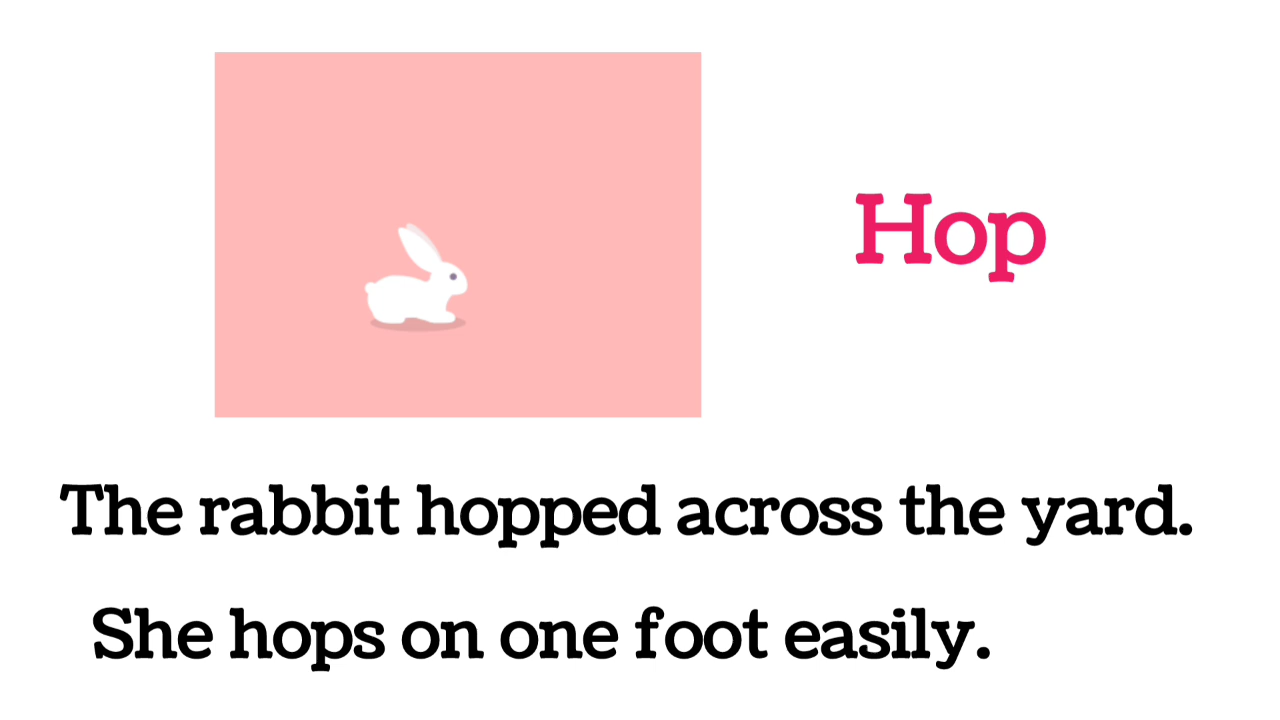 Hop
The rabbit hopped across the yard.
She hops on one foot easily.